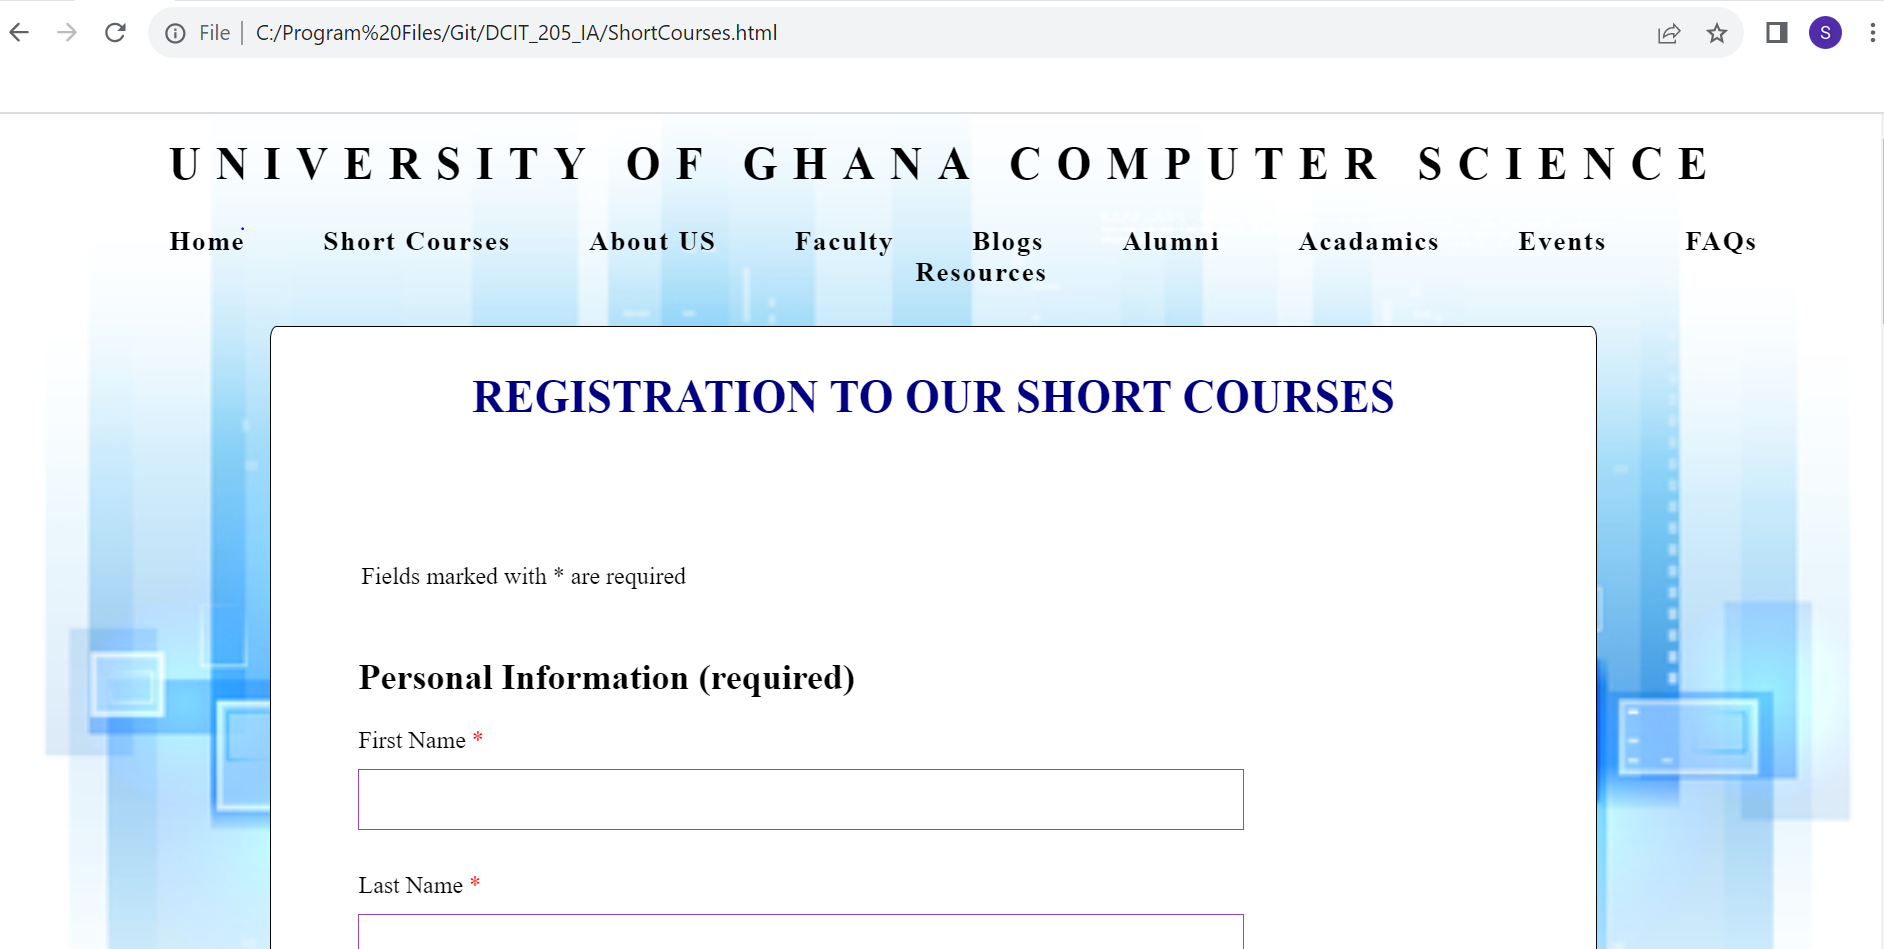 File | C:/Program%20Files/Git/DCIT_205_IA/ShortCourses.html
S
UNIVERSITY OF GHANA COMPUTER SCIENCE
Home Short Courses About US Faculty Blogs Alumni Acadamics Events FAQs
Resources
REGISTRATION TO OUR SHORT COURSES
Fields marked with * are required
Personal Information (required)
First Name *
Last Name *